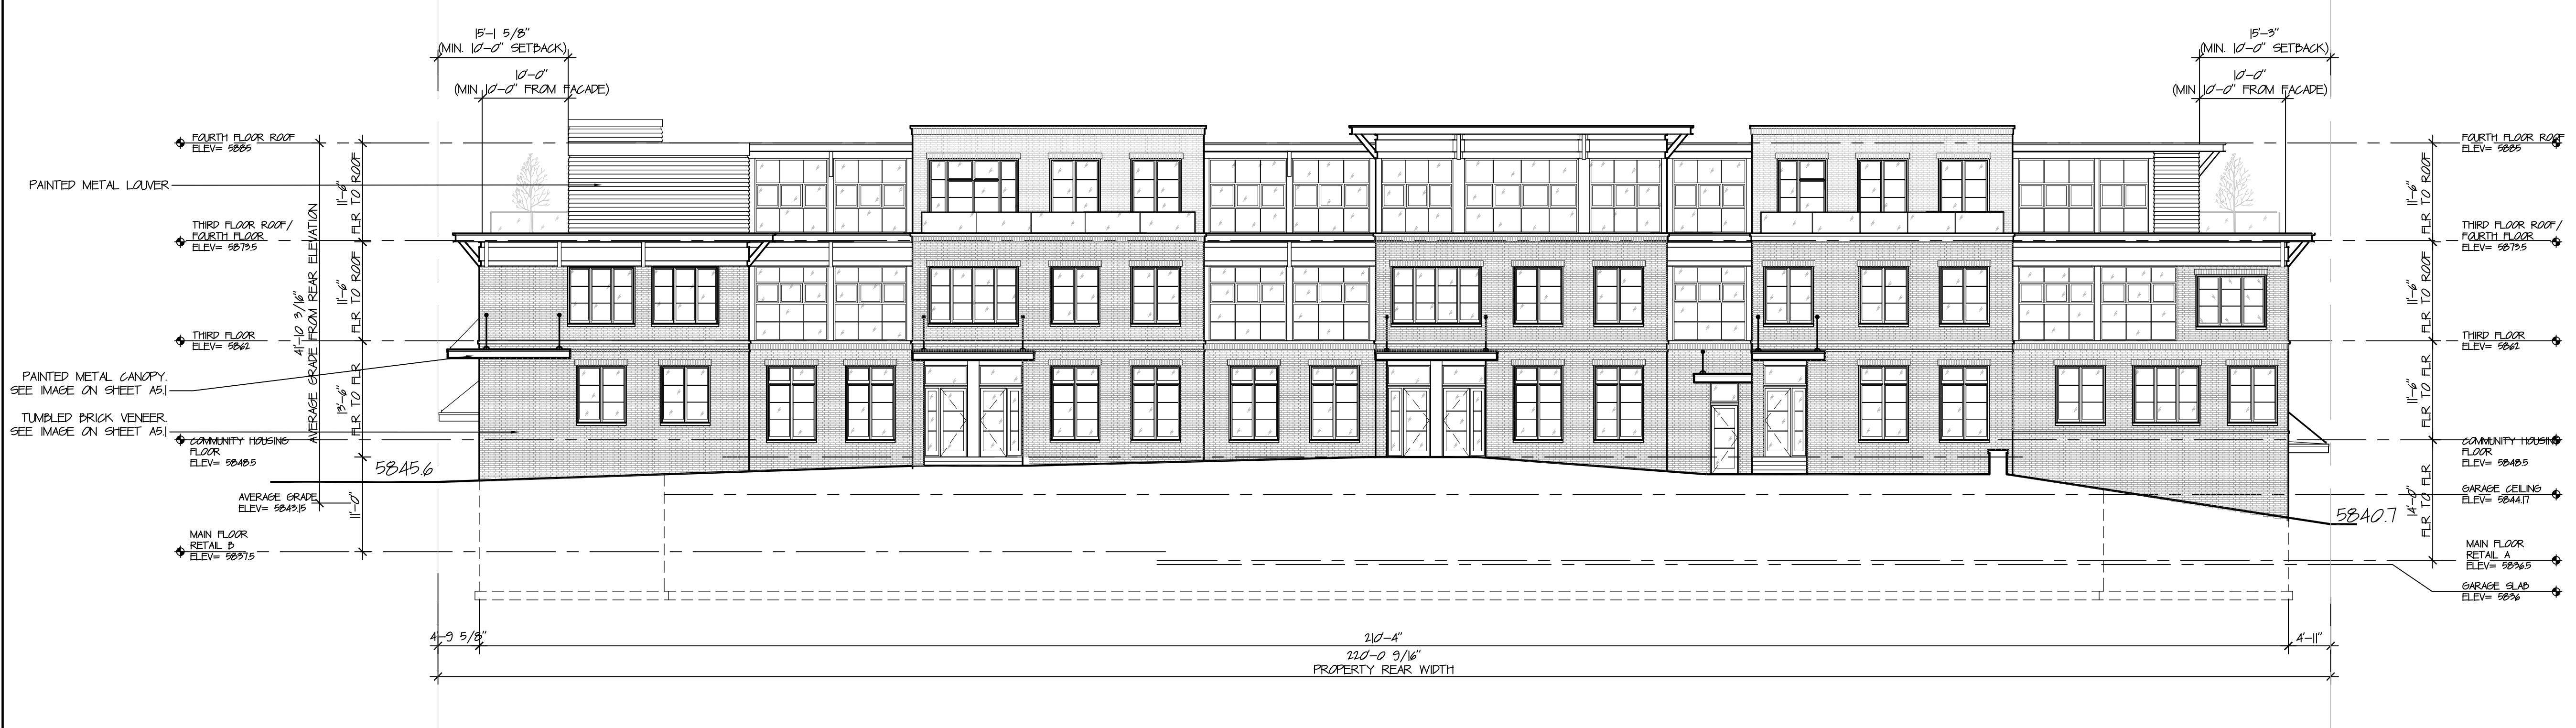 15'-1 5/8"
(MIN. 10'-0" SETBACK)
10'-0"
(MIN 10'-0" FROM FACADE)
15'-3"
(MIN. 10'-0" SETBACK)
10'-0"
(MIN 10'-0" FROM FACADE)
FOURTH FLOOR ROOF
ELEV= 5885
PAINTED METAL LOUVER
THIRD FLOOR ROOF/
FOURTH FLOOR
ELEV= 5873.5
THIRD FLOOR
ELEV= 5862
PAINTED METAL CANOPY.
SEE IMAGE ON SHEET A5.1
TUMBLED BRICK VENEER.
SEE IMAGE ON SHEET A5.1
COMMUNITY HOUSING
FLOOR
ELEV= 5848.5
5845.6
AVERAGE GRADE
ELEV= 5843.15
MAIN FLOOR
RETAIL B
ELEV= 5837.5
41'-10 3/16"
AVERAGE GRADE FROM REAR ELEVATION
11'-6"
FLR TO ROOF
11'-6"
FLR TO ROOF
13'-6"
FLR TO FLR
11'-0"
FOURTH FLOOR ROOF
ELEV= 5885
THIRD FLOOR ROOF/
FOURTH FLOOR
ELEV= 5873.5
THIRD FLOOR
ELEV= 5862
COMMUNITY HOUSING
FLOOR
ELEV= 5848.5
GARAGE CEILING
ELEV= 5844.17
5840.7
MAIN FLOOR
RETAIL A
ELEV= 5836.5
GARAGE SLAB
ELEV= 5836
11'-6"
FLR TO ROOF
11'-6"
FLR TO ROOF
11'-6"
FLR TO FLR
14'-0"
FLR TO FLR
4'-9 5/8"
210'-4"
4'-11"
220'-0 9/16"
PROPERTY REAR WIDTH